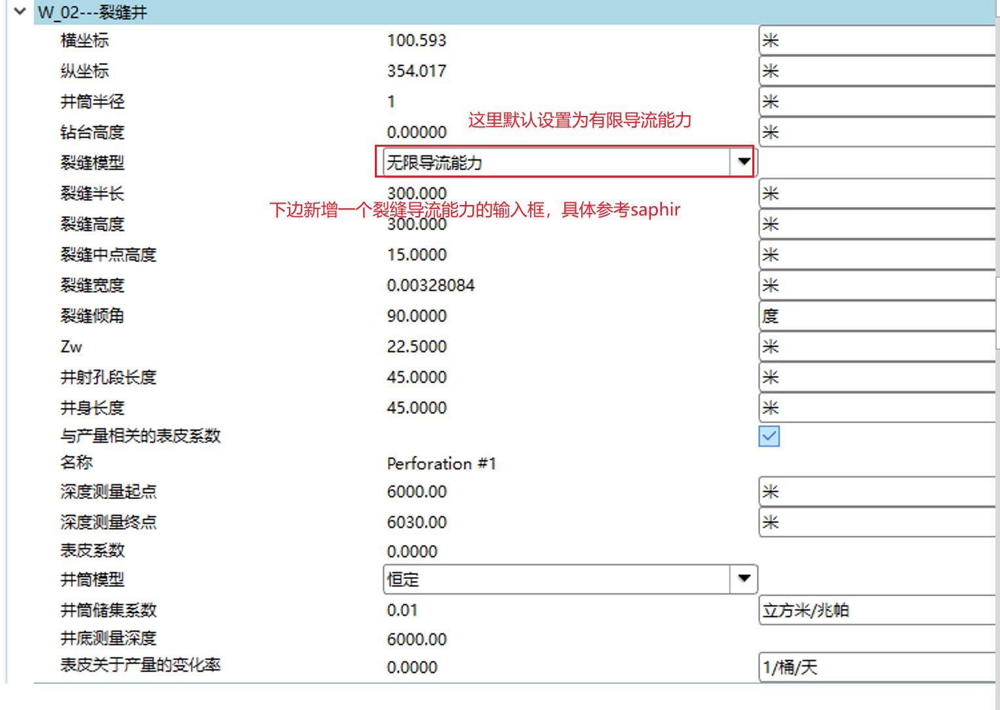 W_02---裂缝井
横坐标 100.593 米
纵坐标 354.017 米
井筒半径 1 米
这里默认设置为有限导流能力
钻台高度 0.00000 米
裂缝模型 无限导流能力
裂缝半长 300.000 米
下边新增一个裂缝导流能力的输入框，具体参考saphir
裂缝高度 300.000 米
裂缝中点高度 15.0000 米
裂缝宽度 0.00328084 米
裂缝倾角 90.0000 度
Zw 22.5000 米
井射孔段长度 45.0000 米
井身长度 45.0000 米
与产量相关的表皮系数
名称 Perforation #1
深度测量起点 6000.00 米
深度测量终点 6030.00 米
表皮系数 0.0000
井筒模型 恒定
井筒储集系数 0.01 立方米/兆帕
井底测量深度 6000.00
表皮关于产量的变化率 0.0000 1/桶/天